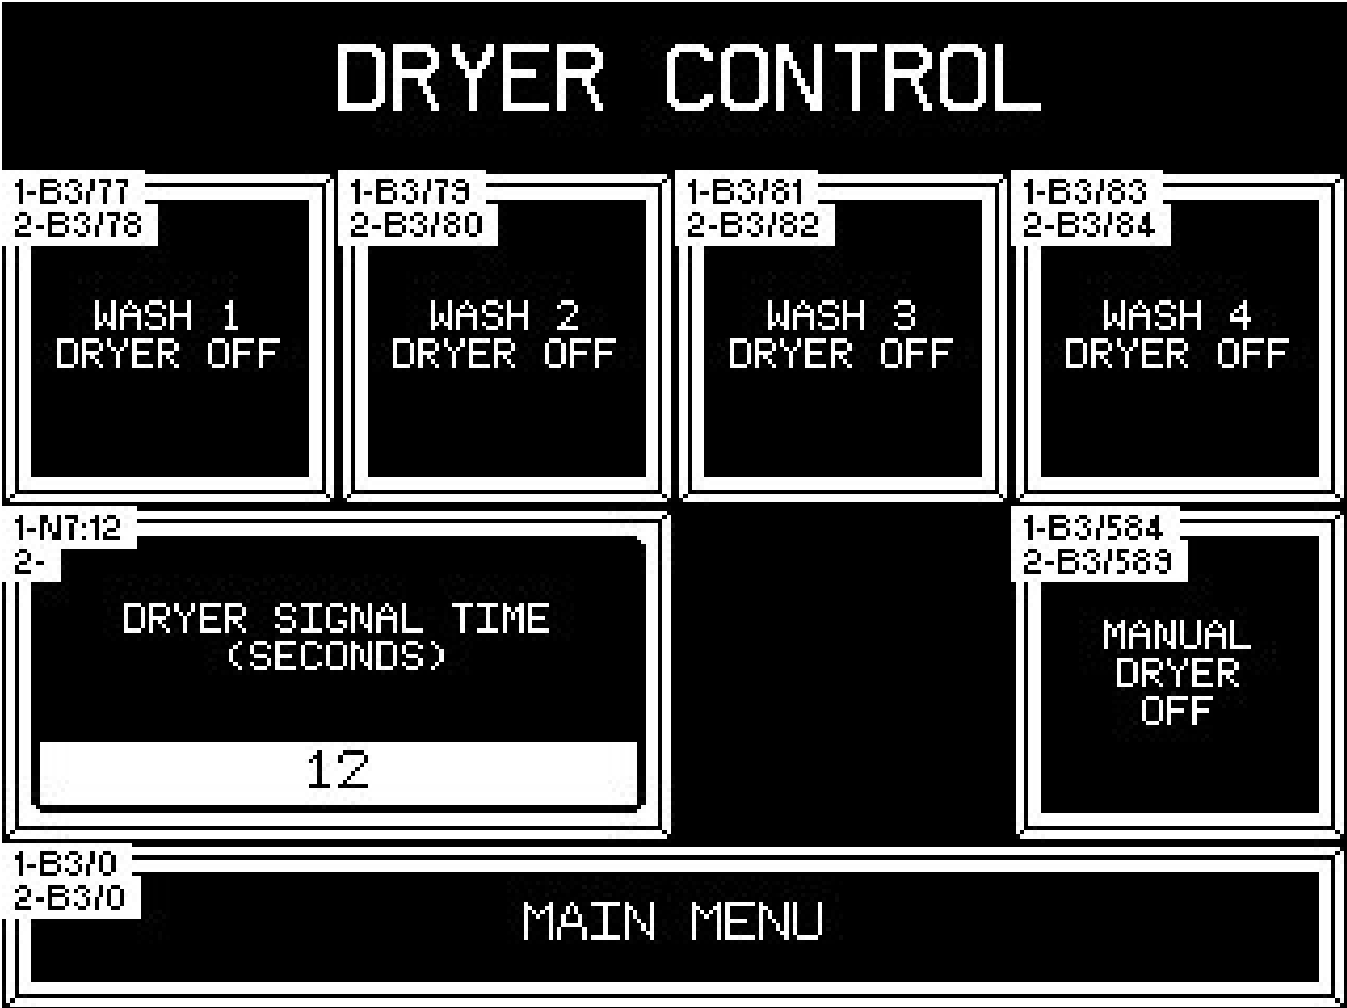 DRYER CONTROL
1-B3/77
2-B3/78
WASH 1
DRYER OFF
1-B3/79
2-B3/80
WASH 2
DRYER OFF
1-B3/81
2-B3/82
WASH 3
DRYER OFF
1-B3/83
2-B3/84
WASH 4
DRYER OFF
1-N7:12
2-
DRYER SIGNAL TIME
(SECONDS)
12
1-B3/584
2-B3/589
MANUAL
DRYER
OFF
1-B3/0
2-B3/0
MAIN MENU